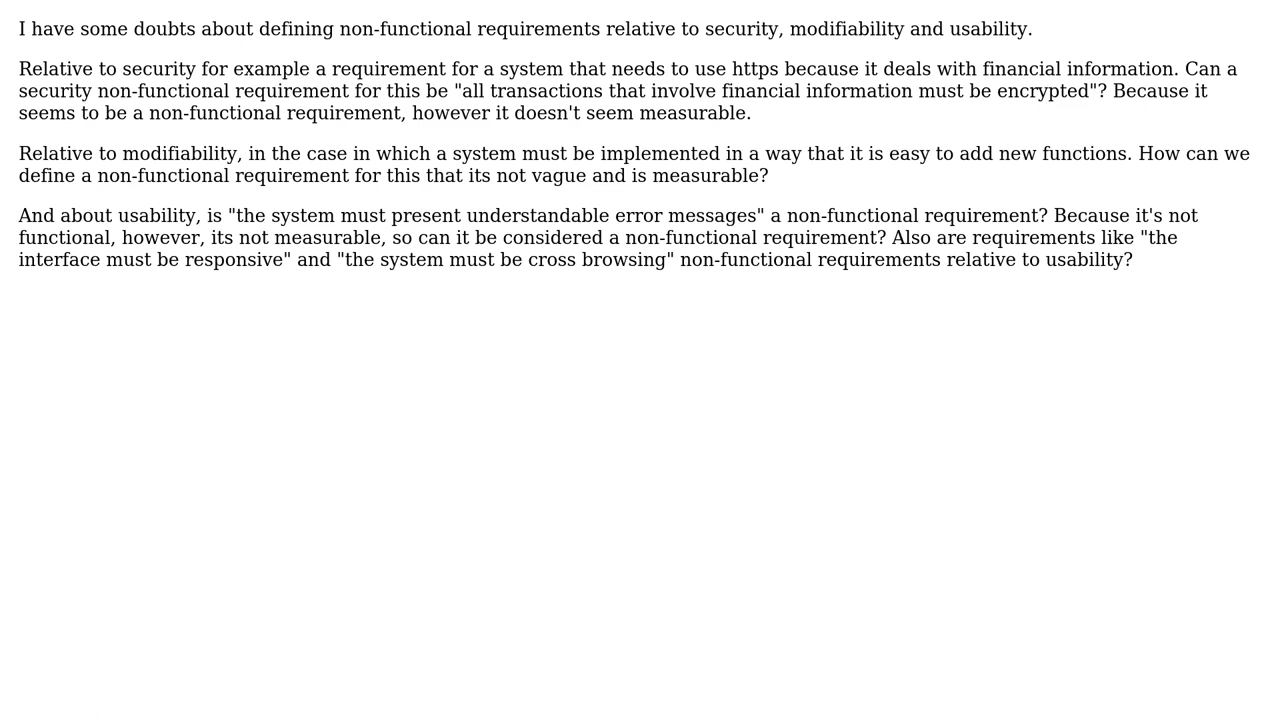 I have some doubts about defining non-functional requirements relative to security, modifiability and usability.
Relative to security for example a requirement for a system that needs to use https because it deals with financial information. Can a
security non-functional requirement for this be "all transactions that involve financial information must be encrypted"? Because it
seems to be a non-functional requirement, however it doesn't seem measurable.
Relative to modifiability, in the case in which a system must be implemented in a way that it is easy to add new functions. How can we
define a non-functional requirement for this that its not vague and is measurable?
And about usability, is "the system must present understandable error messages" a non-functional requirement? Because it's not
functional, however, its not measurable, so can it be considered a non-functional requirement? Also are requirements like "the
interface must be responsive" and "the system must be cross browsing" non-functional requirements relative to usability?